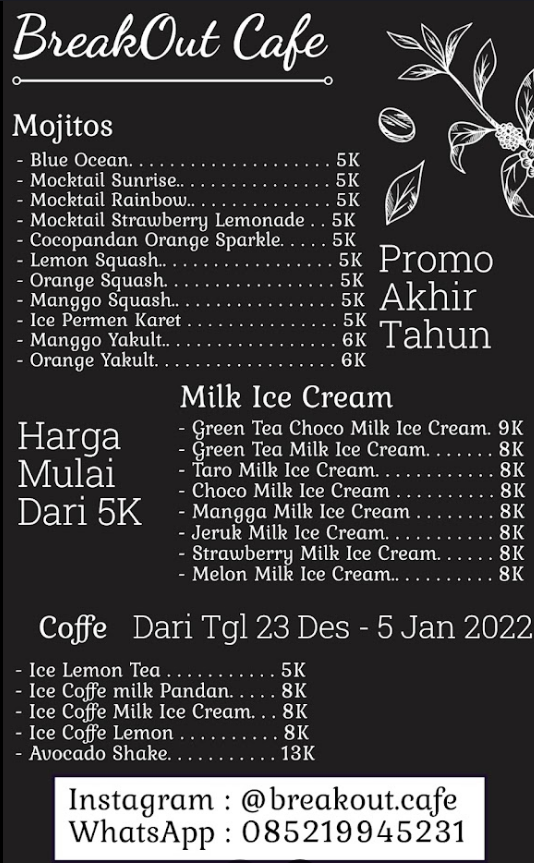 BreakOut Cafe
Mojitos
- Blue Ocean. . . . . . . . . . . . . . . . . . . . 5K
- Mocktail Sunrise.. . . . . . . . . . . . . . . 5K
- Mocktail Rainbow.. . . . . . . . . . . . . . 5K
- Mocktail Strawberry Lemonade . . 5K
- Cocopandan Orange Sparkle. . . . . 5K
- Lemon Squash.. . . . . . . . . . . . . . . . . 5K
- Orange Squash. . . . . . . . . . . . . . . . . 5K
- Manggo Squash.. . . . . . . . . . . . . . . . 5K
- Ice Permen Karet . . . . . . . . . . . . . . . 5K
- Manggo Yakult.. . . . . . . . . . . . . . . . . 6K
- Orange Yakult. . . . . . . . . . . . . . . . . . 6K
Promo
Akhir
Tahun
Milk Ice Cream
- Green Tea Choco Milk Ice Cream. 9K
- Green Tea Milk Ice Cream. . . . . . . 8K
- Taro Milk Ice Cream. . . . . . . . . . . . 8K
- Choco Milk Ice Cream . . . . . . . . . . 8K
- Mangga Milk Ice Cream . . . . . . . . 8K
- Jeruk Milk Ice Cream. . . . . . . . . . . 8K
- Strawberry Milk Ice Cream. . . . . . 8K
- Melon Milk Ice Cream.. . . . . . . . . . 8K
Harga
Mulai
Dari 5K
Coffe
Dari Tgl 23 Des - 5 Jan 2022
- Ice Lemon Tea . . . . . . . . . . . 5K
- Ice Coffe milk Pandan. . . . . 8K
- Ice Coffe Milk Ice Cream. . . 8K
- Ice Coffe Lemon . . . . . . . . . . 8K
- Avocado Shake. . . . . . . . . . . 13K
Instagram : @breakout.cafe
WhatsApp : 085219945231